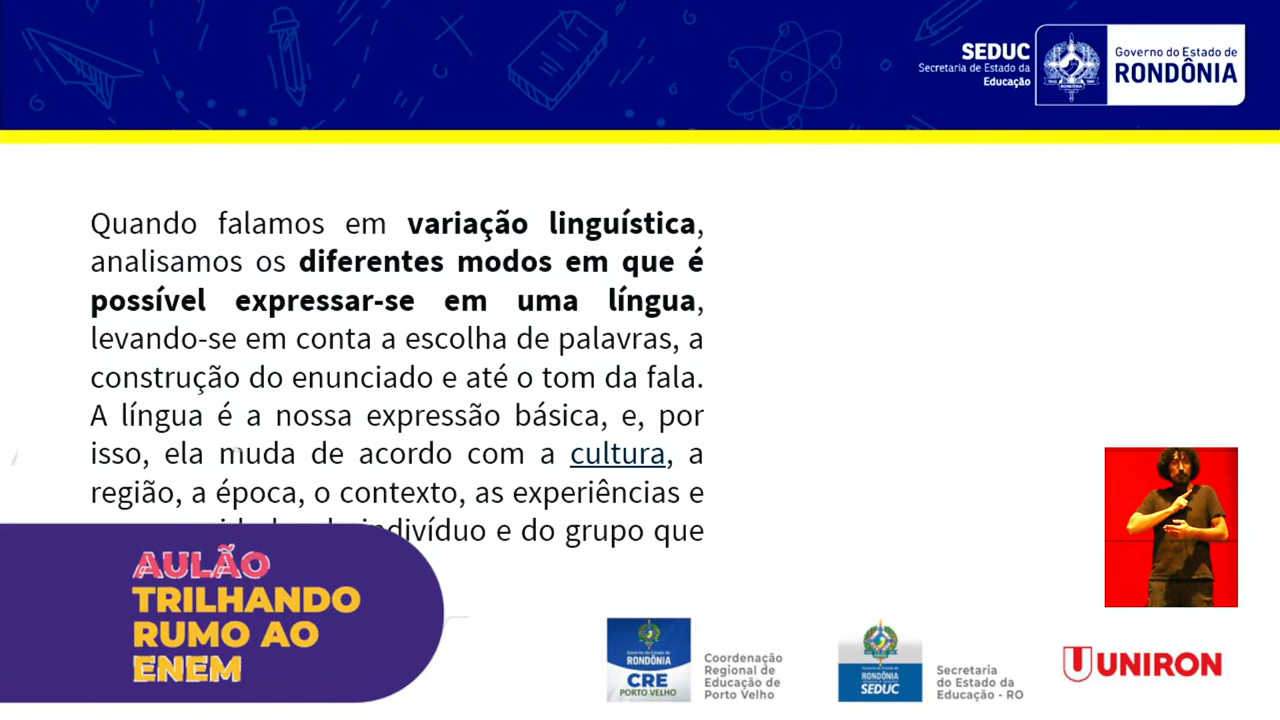 SEDUC
Secretaria de Estado da
Educação
Governo do Estado de
RONDÔNIA
Quando falamos em variação linguística,
analisamos os diferentes modos em que é
possível expressar-se em uma língua,
levando-se em conta a escolha de palavras, a
construção do enunciado e até o tom da fala.
A língua é a nossa expressão básica, e, por
isso, ela muda de acordo com a cultura, a
região, a época, o contexto, as experiências e
indivíduo e do grupo que
AULÃO
TRILHANDO
RUMO AO
ENEM
Governo do Estado de
RONDÔNIA
CRE
PORTO VELHO
Coordenação
Regional de
Educação de
Porto Velho
RONDÔNIA
SEDUC
Secretaria
do Estado da
Educação - RO
UNIRON